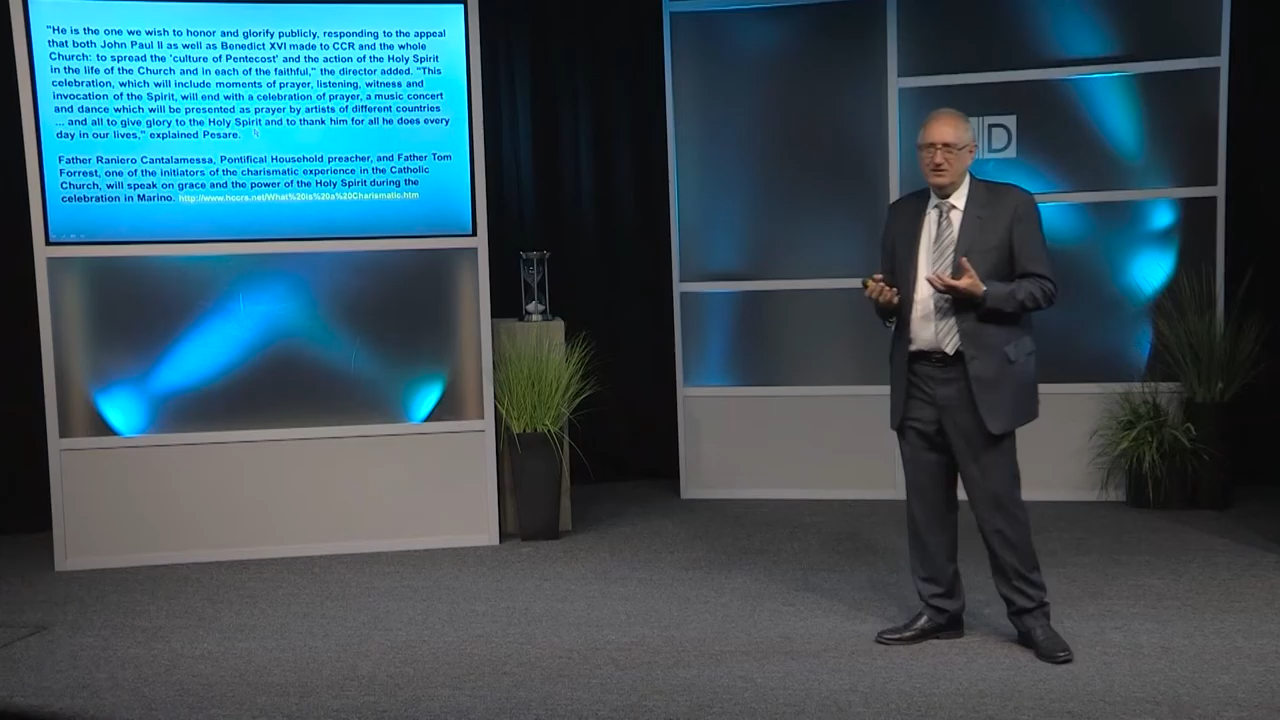 "He is the one we wish to honor and glorify publicly, responding to the appeal
that both John Paul II as well as Benedict XVI made to CCR and the whole
Church: to spread the 'culture of Pentecost' and the action of the Holy Spirit
in the life of the Church and in each of the faithful," the director added. "This
celebration, which will include moments of prayer, listening, witness and
invocation of the Spirit, will end with a celebration of prayer, a music concert
and dance which will be presented as prayer by artists of different countries
... and all to give glory to the Holy Spirit and to thank him for all he does every
day in our lives," explained Pesare.
Father Raniero Cantalamessa, Pontifical Household preacher, and Father Tom
Forrest, one of the initiators of the charismatic experience in the Catholic
Church, will speak on grace and the power of the Holy Spirit during the
celebration in Marino. http://www.hccrs.net/What%20is%20a%20Charismatic.htm
D